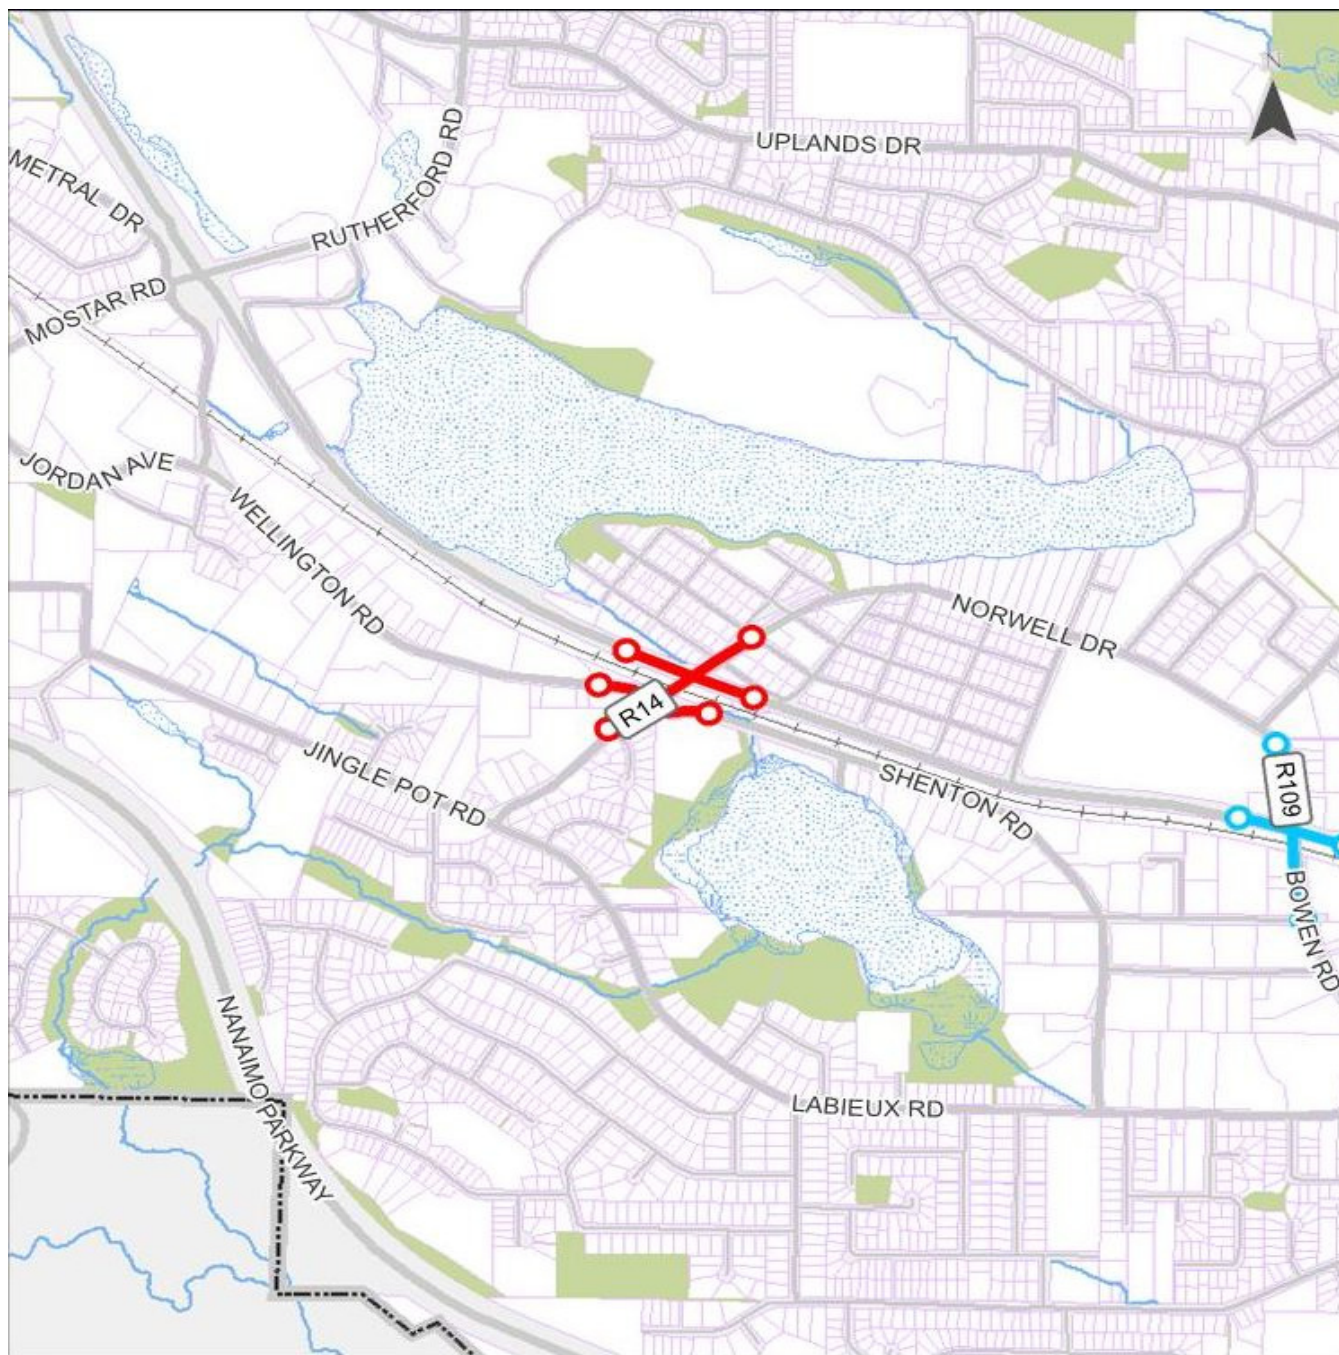 N
UPLANDS DR
METRAL DR
RUTHERFORD RD
MOSTAR RD
JORDAN AVE
WELLINGTON RD
NORWELL DR
R14
JINGLE POT RD
SHENTON RD
R109
BOWEN RD
NANAIMO PARKWAY
LABIEUX RD